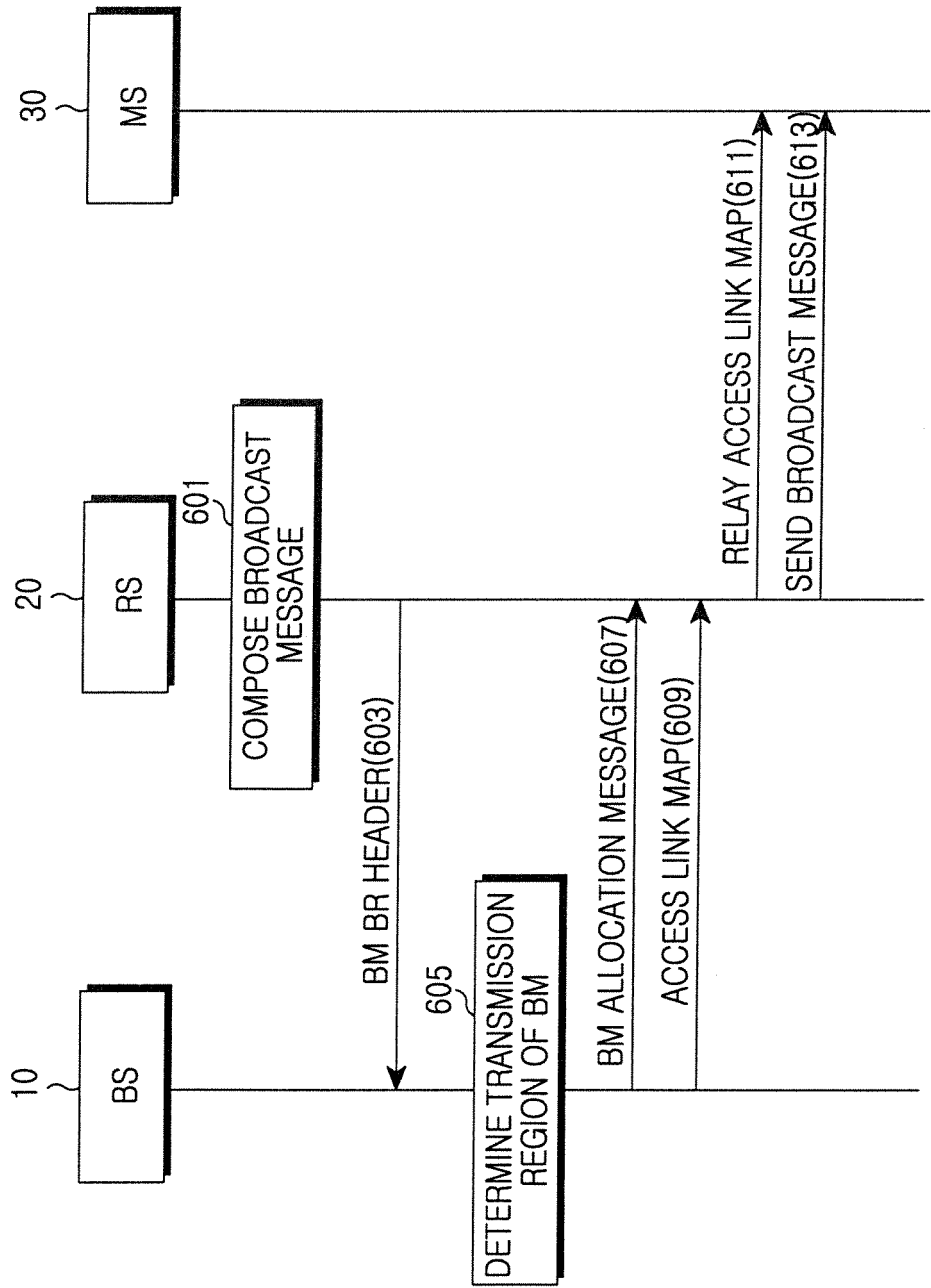 10
BS
20
RS
30
MS
601
COMPOSE BROADCAST
MESSAGE
BM BR HEADER(603)
605
DETERMINE TRANSMISSION
REGION OF BM
BM ALLOCATION MESSAGE(607)
ACCESS LINK MAP(609)
RELAY ACCESS LINK MAP(611)
SEND BROADCAST MESSAGE(613)